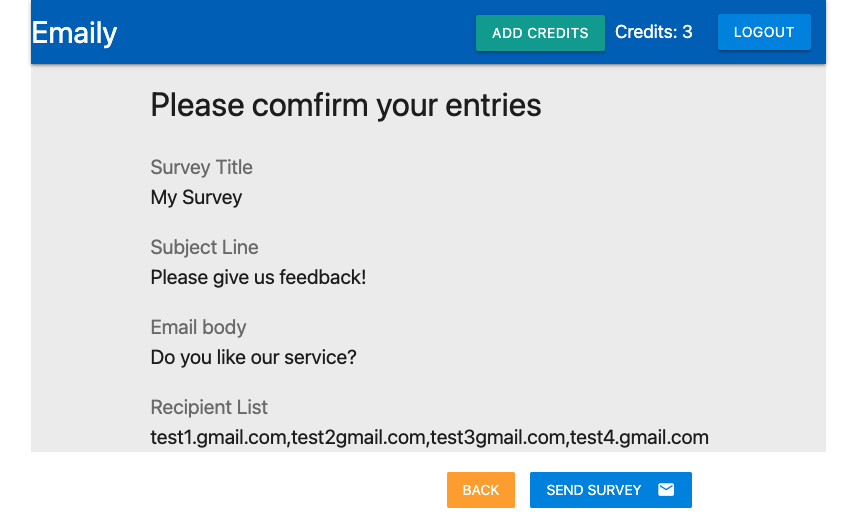 Emaily
ADD CREDITS
Credits: 3
LOGOUT
Please comfirm your entries
Survey Title
My Survey
Subject Line
Please give us feedback!
Email body
Do you like our service?
Recipient List
test1.gmail.com,test2gmail.com,test3gmail.com,test4.gmail.com
BACK
SEND SURVEY